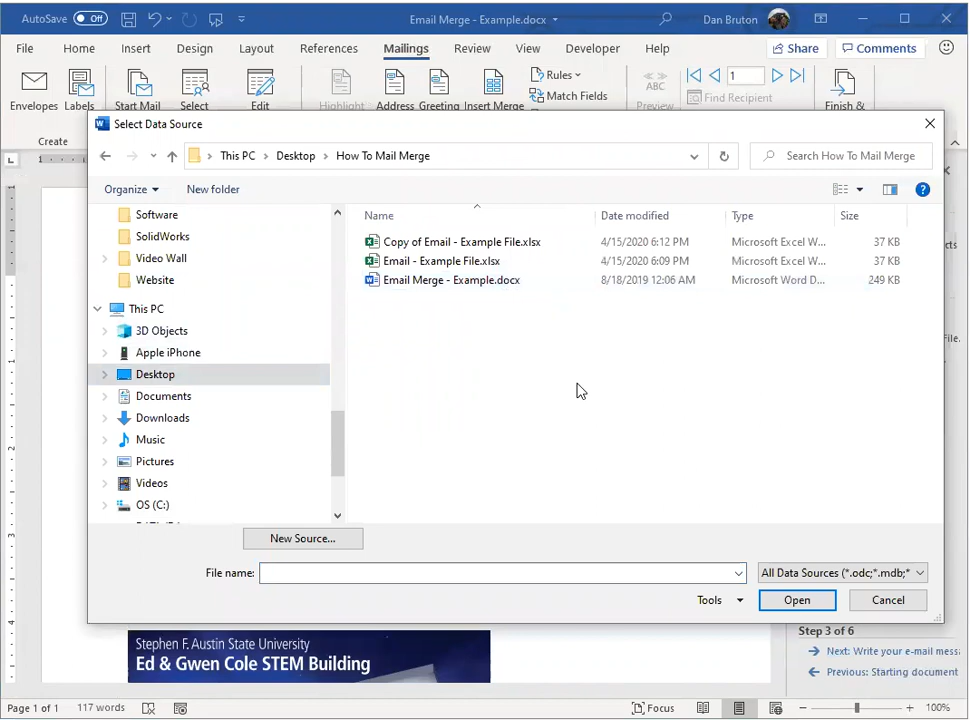 AutoSave Off Email Merge - Example.docx Dan Bruton
File Home Insert Design Layout References Mailings Review View Developer Help Share Comments
Envelopes Labels Start Mail Select Edit Highlight Address Greeting Insert Merge Rules Match Fields ABC Preview 1 Find Recipient Finish &
Create
Select Data Source
This PC > Desktop > How To Mail Merge Search How To Mail Merge
Organize New folder
Name Date modified Type Size
Software
SolidWorks
Video Wall
Website
This PC
3D Objects
Apple iPhone
Desktop
Documents
Downloads
Music
Pictures
Videos
OS (C:)
Copy of Email - Example File.xlsx 4/15/2020 6:12 PM Microsoft Excel W... 37 KB
Email - Example File.xlsx 4/15/2020 6:09 PM Microsoft Excel W... 37 KB
Email Merge - Example.docx 8/18/2019 12:06 AM Microsoft Word D... 249 KB
New Source...
File name: All Data Sources (*.odc;*.mdb;*
Tools Open Cancel
Stephen F. Austin State University
Ed & Gwen Cole STEM Building
Step 3 of 6
Next: Write your e-mail mess
Previous: Starting document
Page 1 of 1 117 words Focus 100%